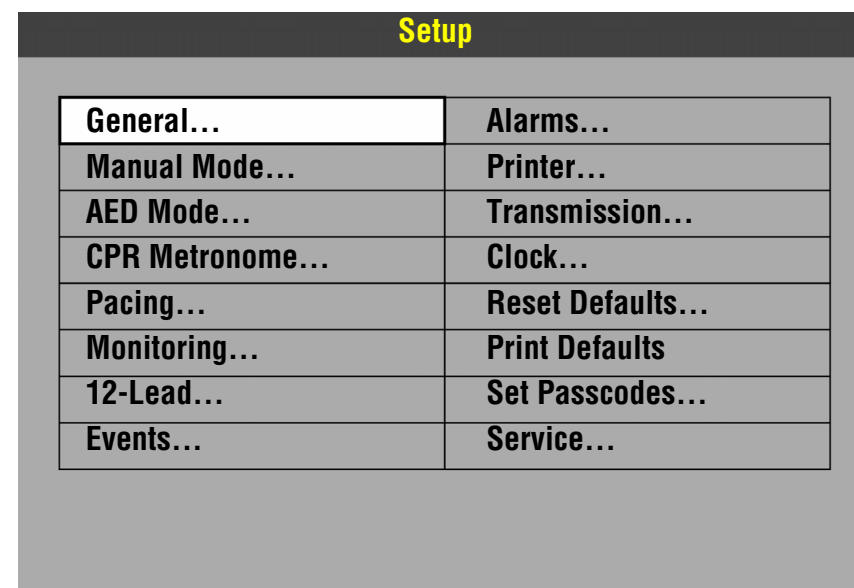 Setup
General...
Manual Mode...
AED Mode...
CPR Metronome...
Pacing...
Monitoring...
12-Lead...
Events...
Alarms...
Printer...
Transmission...
Clock...
Reset Defaults...
Print Defaults
Set Passcodes...
Service...